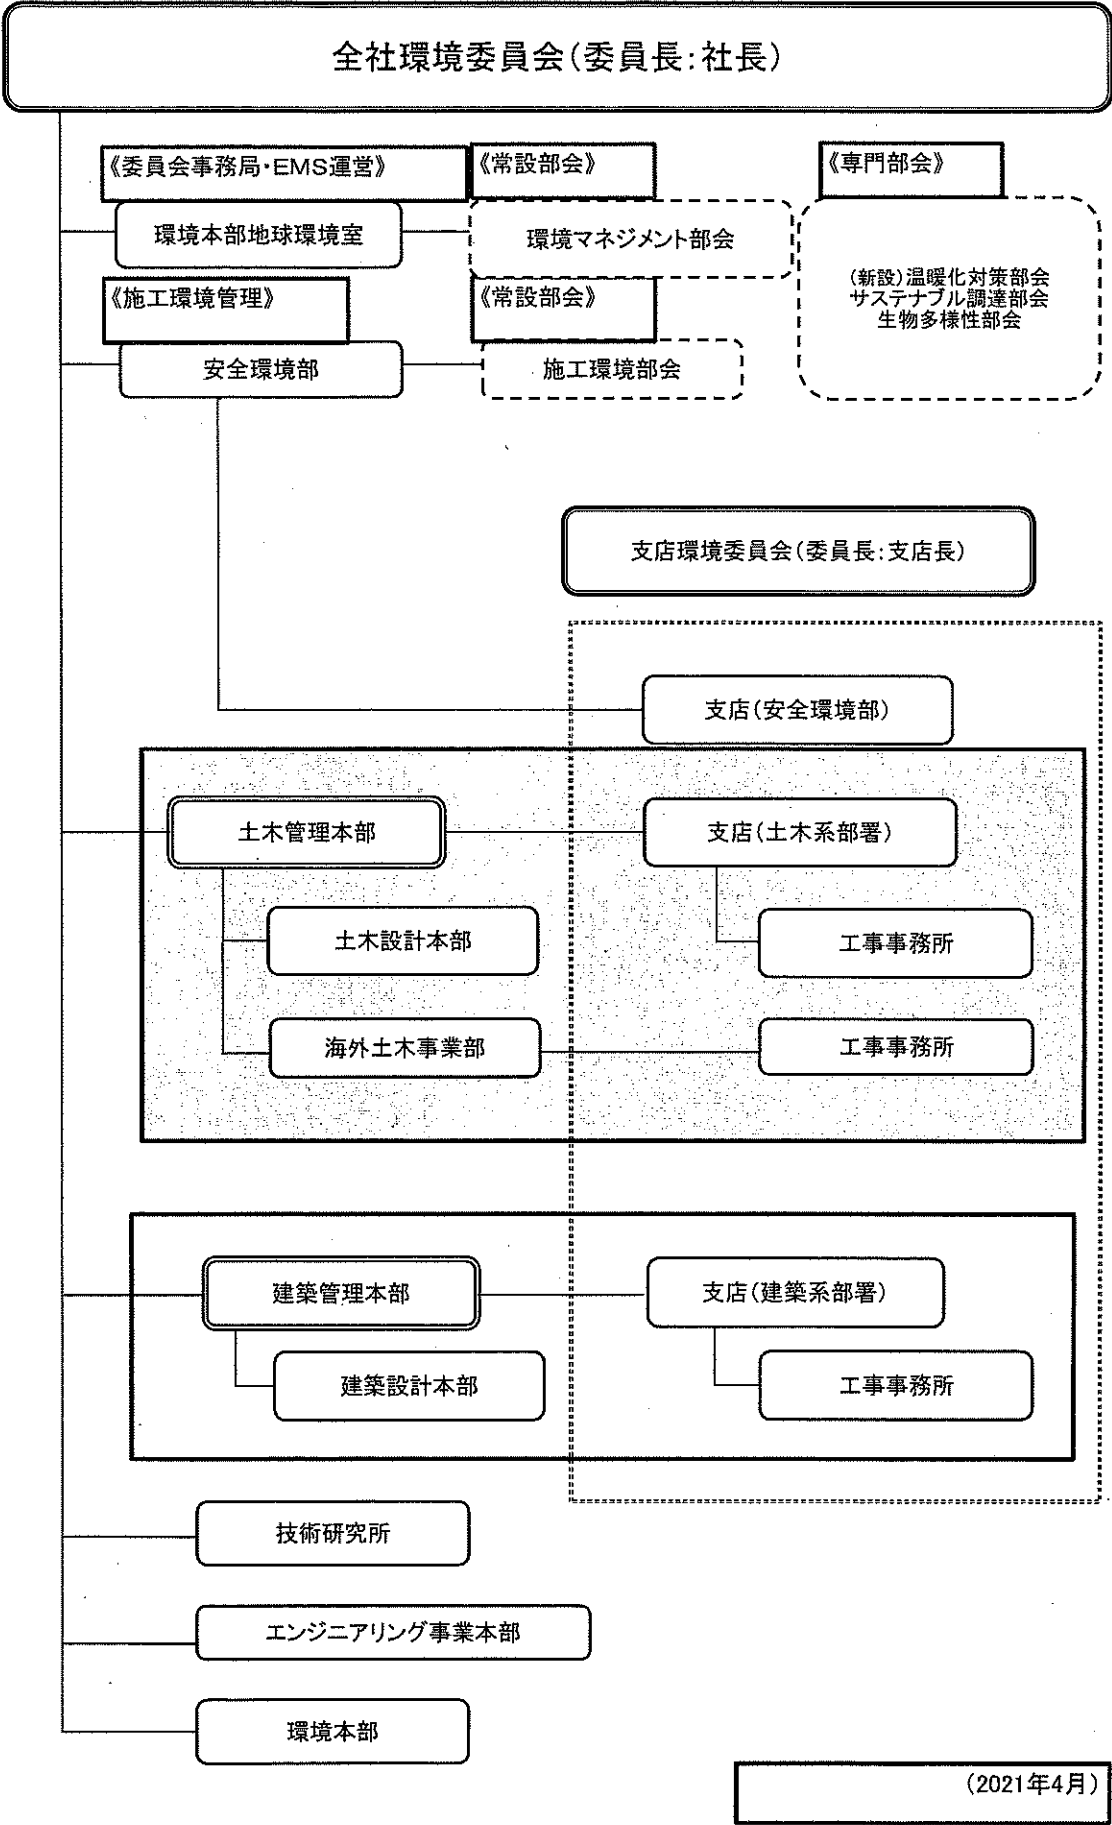 全社環境委員会(委員長:社長)
《委員会事務局・EMS運営》
《常設部会》
《専門部会》
環境本部地球環境室
環境マネジメント部会
(新設)温暖化対策部会
サステナブル調達部会
生物多様性部会
《施工環境管理》
《常設部会》
安全環境部
施工環境部会
支店環境委員会(委員長:支店長)
支店(安全環境部)
土木管理本部
支店(土木系部署)
土木設計本部
工事事務所
海外土木事業部
工事事務所
建築管理本部
支店(建築系部署)
建築設計本部
工事事務所
技術研究所
エンジニアリング事業本部
環境本部
(2021年4月)